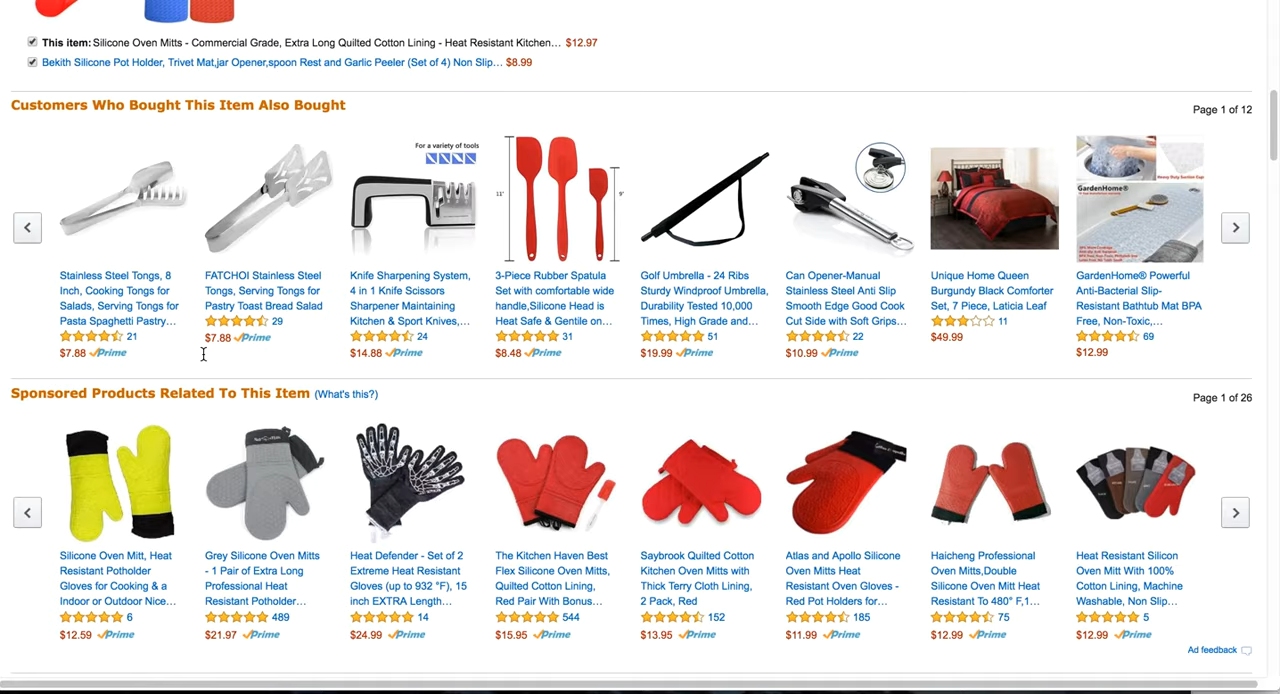 This item: Silicone Oven Mitts - Commercial Grade, Extra Long Quilted Cotton Lining - Heat Resistant Kitchen… $12.97
Bekith Silicone Pot Holder, Trivet Mat,jar Opener,spoon Rest and Garlic Peeler (Set of 4) Non Slip… $8.99
Customers Who Bought This Item Also Bought
Page 1 of 12
Stainless Steel Tongs, 8
Inch, Cooking Tongs for
Salads, Serving Tongs for
Pasta Spaghetti Pastry…
21
$7.88 Prime
FATCHOI Stainless Steel
Tongs, Serving Tongs for
Pastry Toast Bread Salad
29
$7.88 Prime
For a variety of tools
Knife Sharpening System,
4 in 1 Knife Scissors
Sharpener Maintaining
Kitchen & Sport Knives,…
24
$14.88 Prime
11"
9"
3-Piece Rubber Spatula
Set with comfortable wide
handle,Silicone Head is
Heat Safe & Gentile on…
31
$8.48 Prime
Golf Umbrella - 24 Ribs
Sturdy Windproof Umbrella,
Durability Tested 10,000
Times, High Grade and…
51
$19.99 Prime
Can Opener-Manual
Stainless Steel Anti Slip
Smooth Edge Good Cook
Cut Side with Soft Grips…
22
$10.99 Prime
Unique Home Queen
Burgundy Black Comforter
Set, 7 Piece, Laticia Leaf
11
$49.99
Heavy Duty Suction Cup
GardenHome®
GardenHome® Powerful
Anti-Bacterial Slip-
Resistant Bathtub Mat BPA
Free, Non-Toxic,…
69
$12.99
Sponsored Products Related To This Item (What's this?)
Page 1 of 26
Silicone Oven Mitt, Heat
Resistant Potholder
Gloves for Cooking & a
Indoor or Outdoor Nice…
6
$12.59 Prime
Grey Silicone Oven Mitts
- 1 Pair of Extra Long
Professional Heat
Resistant Potholder…
489
$21.97 Prime
Heat Defender - Set of 2
Extreme Heat Resistant
Gloves (up to 932 °F), 15
inch EXTRA Length…
14
$24.99 Prime
The Kitchen Haven Best
Flex Silicone Oven Mitts,
Quilted Cotton Lining,
Red Pair With Bonus…
544
$15.95 Prime
Saybrook Quilted Cotton
Kitchen Oven Mitts with
Thick Terry Cloth Lining,
2 Pack, Red
152
$13.95 Prime
Atlas and Apollo Silicone
Oven Mitts Heat
Resistant Oven Gloves -
Red Pot Holders for…
185
$11.99 Prime
Haicheng Professional
Oven Mitts,Double
Silicone Oven Mitt Heat
Resistant To 480° F,1…
75
$12.99 Prime
Heat Resistant Silicon
Oven Mitt With 100%
Cotton Lining, Machine
Washable, Non Slip…
5
$12.99 Prime
Ad feedback